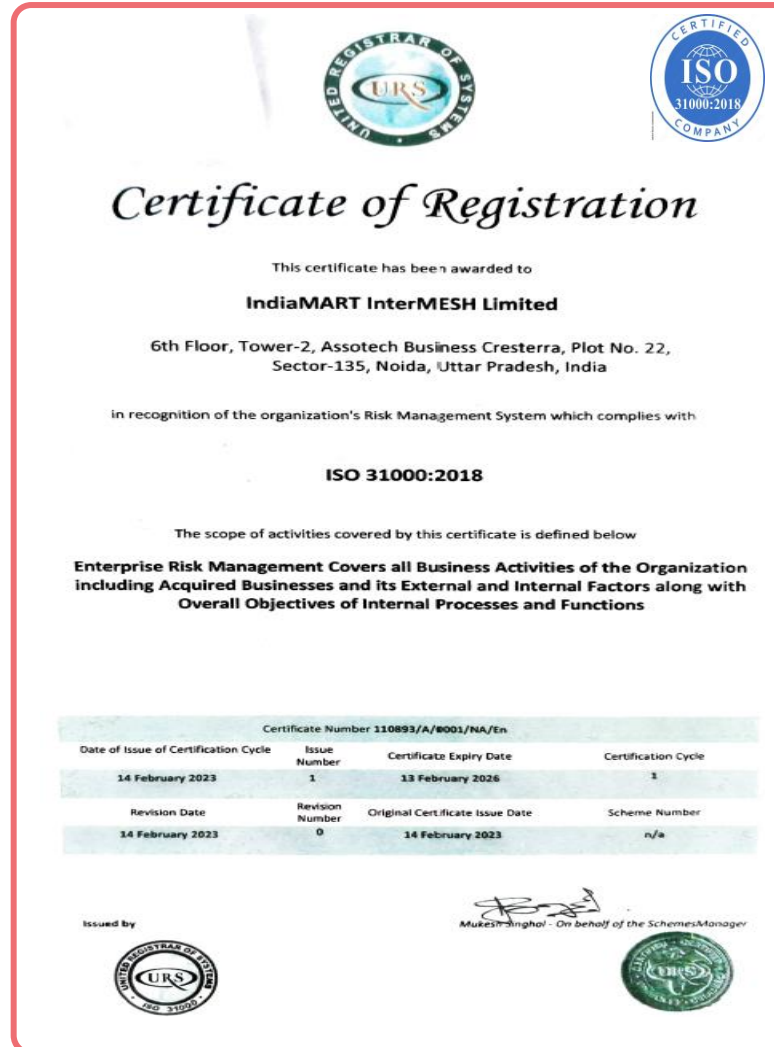 UNITED REGISTRAR OF SYSTEMS
URS
CERTIFIED
ISO
31000:2018
COMPANY
Certificate of Registration
This certificate has been awarded to
IndiaMART InterMESH Limited
6th Floor, Tower-2, Assotech Business Cresterra, Plot No. 22,
Sector-135, Noida, Uttar Pradesh, India
in recognition of the organization's Risk Management System which complies with
ISO 31000:2018
The scope of activities covered by this certificate is defined below
Enterprise Risk Management Covers all Business Activities of the Organization
including Acquired Businesses and its External and Internal Factors along with
Overall Objectives of Internal Processes and Functions
Certificate Number 110893/A/0001/NA/En
Date of Issue of Certification Cycle Issue Number Certificate Expiry Date Certification Cycle
14 February 2023 1 13 February 2026 1
Revision Date Revision Number Original Certificate Issue Date Scheme Number
14 February 2023 0 14 February 2023 n/a
Issued by
Mukesh Singhal - On behalf of the SchemesManager
UNITED REGISTRAR OF SYSTEMS
URS
ISO 31000
URS